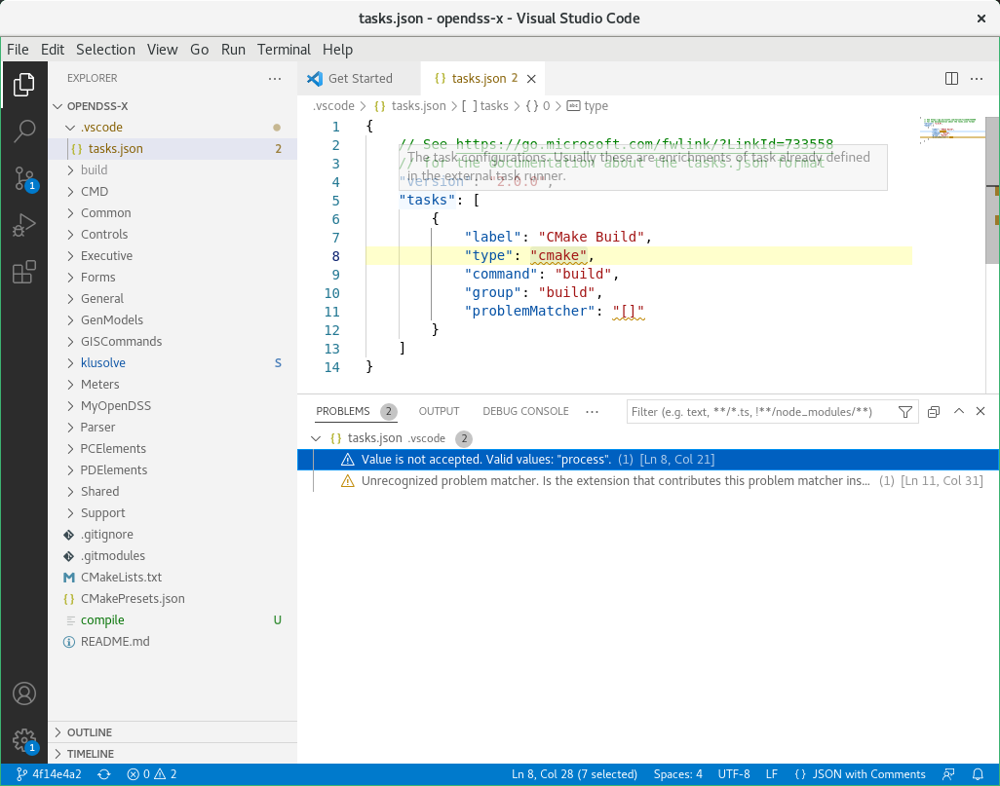 tasks.json - opendss-x - Visual Studio Code
File Edit Selection View Go Run Terminal Help
EXPLORER
OPENDSS-X
.vscode
{} tasks.json 2
build
CMD
Common
Controls
Executive
Forms
General
GenModels
GISCommands
klusolve S
Meters
MyOpenDSS
Parser
PCElements
PDElements
Shared
Support
.gitignore
.gitmodules
CMakeLists.txt
{} CMakePresets.json
compile U
README.md
OUTLINE
TIMELINE
1
1
Get Started
{} tasks.json 2
.vscode > {} tasks.json > [ ] tasks > {} 0 > abc type
1 {
2 // See https://go.microsoft.com/fwlink/?LinkId=733558
3 // for the documentation about the tasks.json format
4 "version": "2.0.0",
5 "tasks": [
6 {
7 "label": "CMake Build",
8 "type": "cmake",
9 "command": "build",
10 "group": "build",
11 "problemMatcher": "[]"
12 }
13 ]
14 }
The task configurations. Usually these are enrichments of task already defined
in the external task runner.
PROBLEMS 2 OUTPUT DEBUG CONSOLE ... Filter (e.g. text, **/*.ts, !**/node_modules/**)
{} tasks.json .vscode 2
Value is not accepted. Valid values: "process". (1) [Ln 8, Col 21]
Unrecognized problem matcher. Is the extension that contributes this problem matcher ins... (1) [Ln 11, Col 31]
4f14e4a2 0 2 Ln 8, Col 28 (7 selected) Spaces: 4 UTF-8 LF {} JSON with Comments